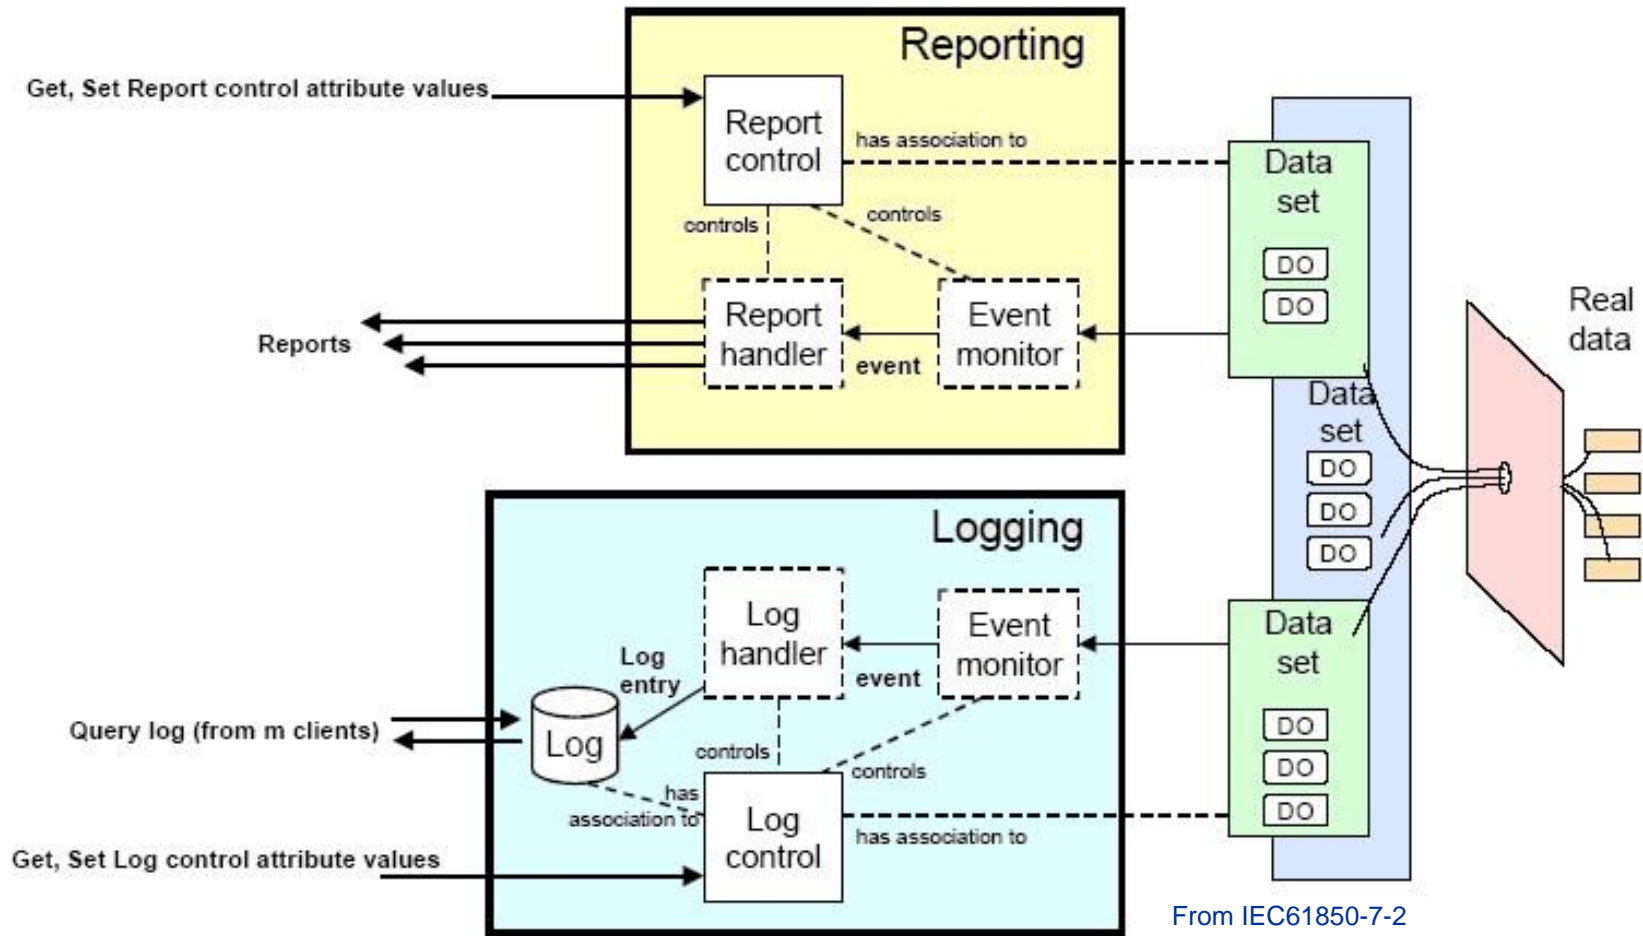 Reporting
Get, Set Report control attribute values
Report
control
has association to
controls
controls
Report
handler
Event
monitor
event
Reports
Data
set
DO
DO
Real
data
Data
set
DO
DO
DO
Logging
Log
handler
Event
monitor
event
Log
entry
Log
Query log (from m clients)
controls
controls
has
association to
Log
control
has association to
Get, Set Log control attribute values
Data
set
DO
DO
DO
From IEC61850-7-2